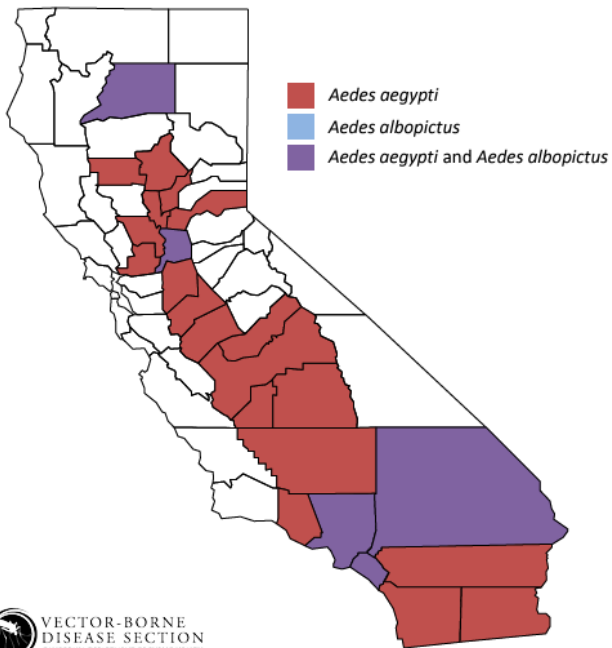 Aedes aegypti
Aedes albopictus
Aedes aegypti and Aedes albopictus
VECTOR-BORNE
DISEASE SECTION